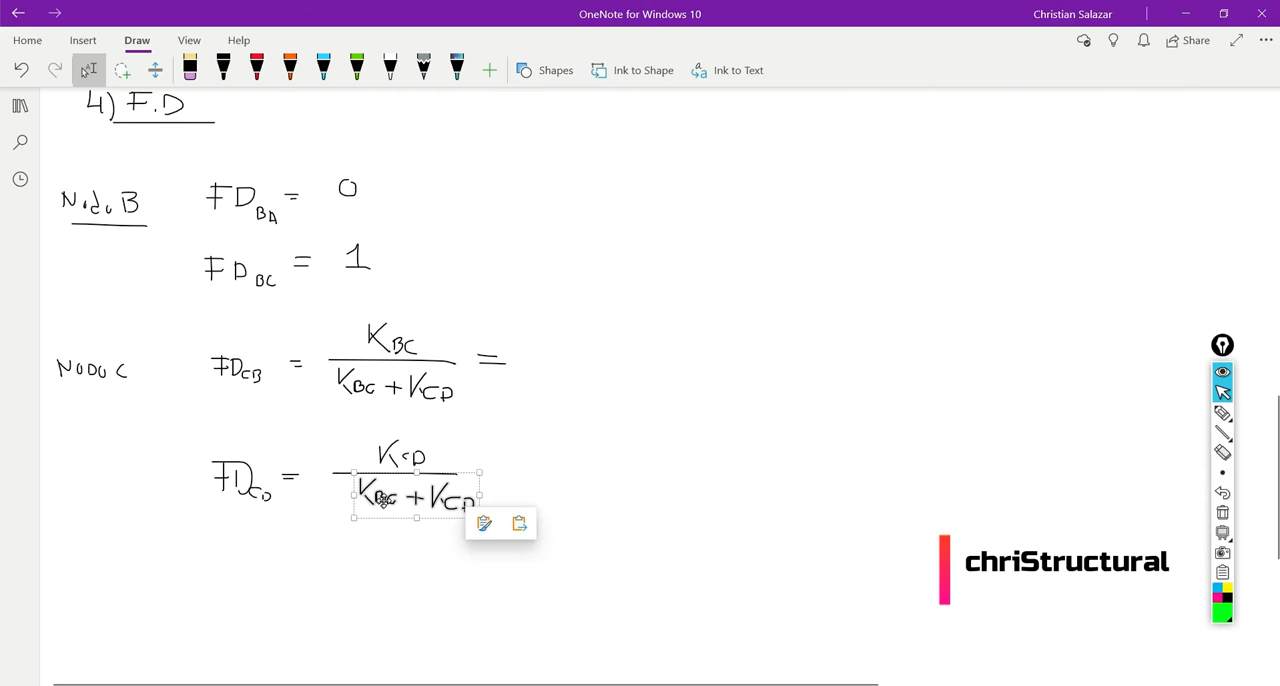 OneNote for Windows 10
Christian Salazar
Home Insert Draw View Help
Share
Shapes Ink to Shape Ink to Text
4) F.D
Nodo B FD_BA = 0
FD_BC = 1
NODO C FD_CB = K_BC / (K_BC + K_CD) =
FD_CD = K_CD / (K_BC + K_CD)
chriStructural